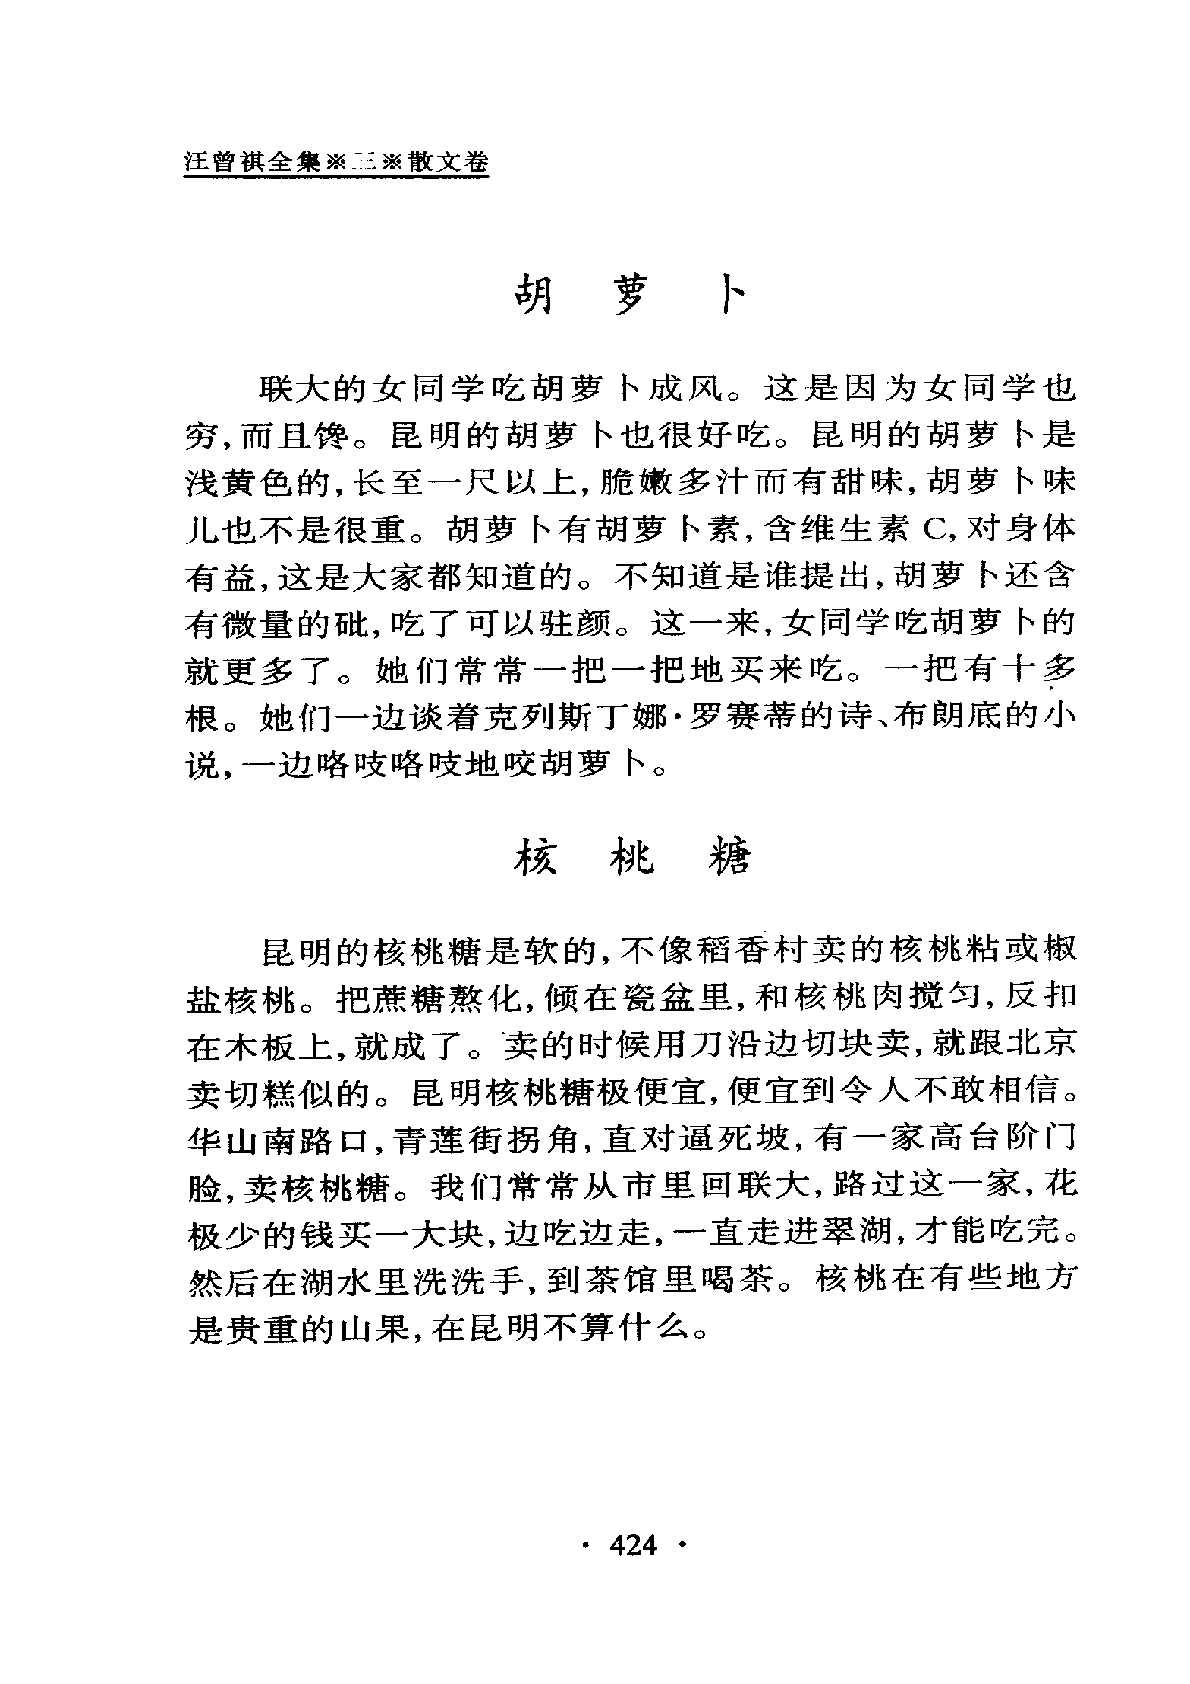 汪曾祺全集※三※散文卷
胡萝卜
联大的女同学吃胡萝卜成风。这是因为女同学也
穷,而且馋。昆明的胡萝卜也很好吃。昆明的胡萝卜是
浅黄色的,长至一尺以上,脆嫩多汁而有甜味,胡萝卜味
儿也不是很重。胡萝卜有胡萝卜素,含维生素C,对身体
有益,这是大家都知道的。不知道是谁提出,胡萝卜还含
有微量的砒,吃了可以驻颜。这一来,女同学吃胡萝卜的
就更多了。她们常常一把一把地买来吃。一把有十多
根。她们一边谈着克列斯丁娜·罗赛蒂的诗、布朗底的小
说,一边咯吱咯吱地咬胡萝卜。
核桃糖
昆明的核桃糖是软的,不像稻香村卖的核桃粘或椒
盐核桃。把蔗糖熬化,倾在瓷盆里,和核桃肉搅匀,反扣
在木板上,就成了。卖的时候用刀沿边切块卖,就跟北京
卖切糕似的。昆明核桃糖极便宜,便宜到令人不敢相信。
华山南路口,青莲街拐角,直对逼死坡,有一家高台阶门
脸,卖核桃糖。我们常常从市里回联大,路过这一家,花
极少的钱买一大块,边吃边走,一直走进翠湖,才能吃完。
然后在湖水里洗洗手,到茶馆里喝茶。核桃在有些地方
是贵重的山果,在昆明不算什么。
· 424 ·